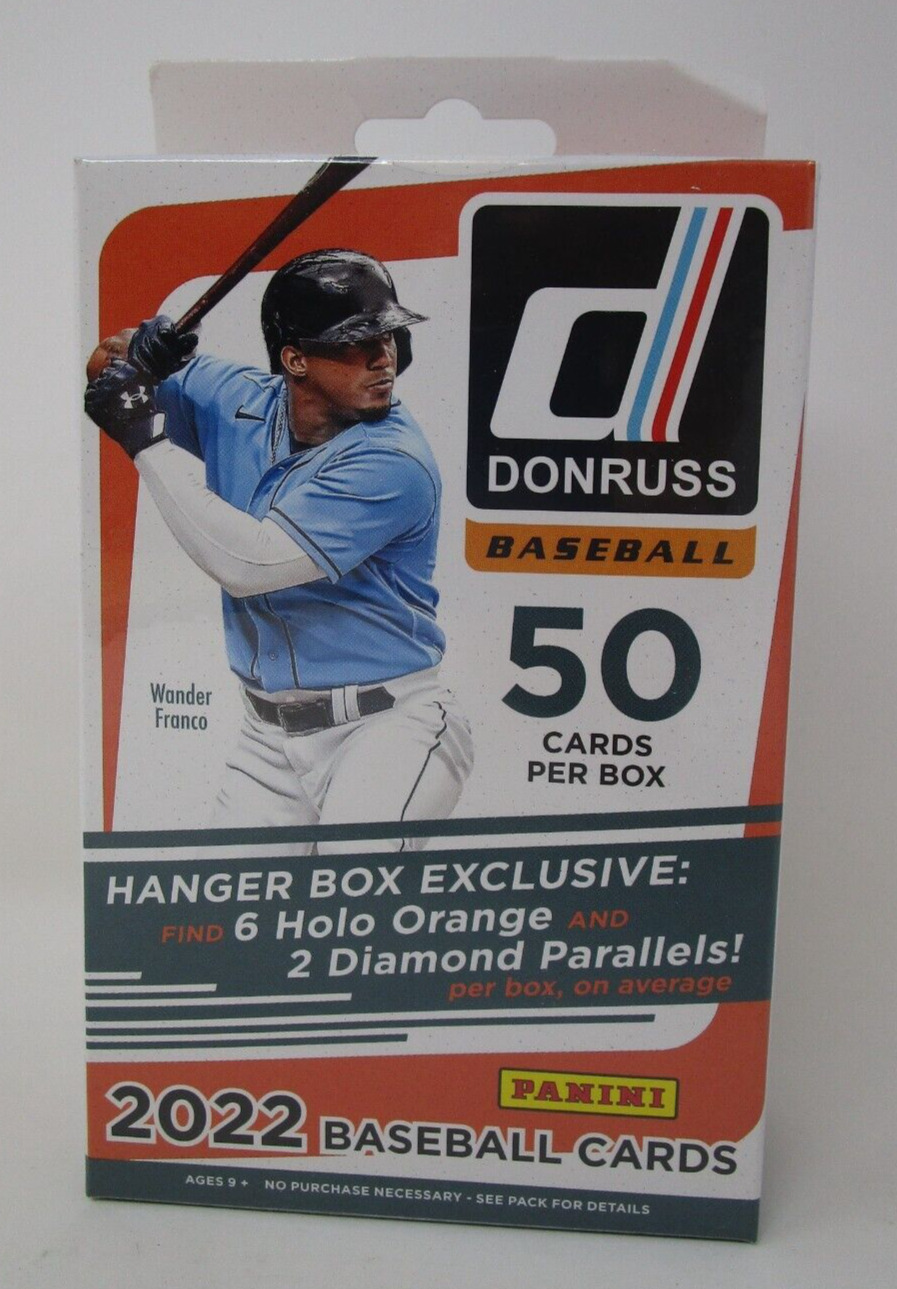 d
DONRUSS
BASEBALL
50
CARDS
PER BOX
Wander
Franco
HANGER BOX EXCLUSIVE:
FIND 6 Holo Orange AND
2 Diamond Parallels!
per box, on average
PANINI
2022 BASEBALL CARDS
AGES 9 + NO PURCHASE NECESSARY - SEE PACK FOR DETAILS